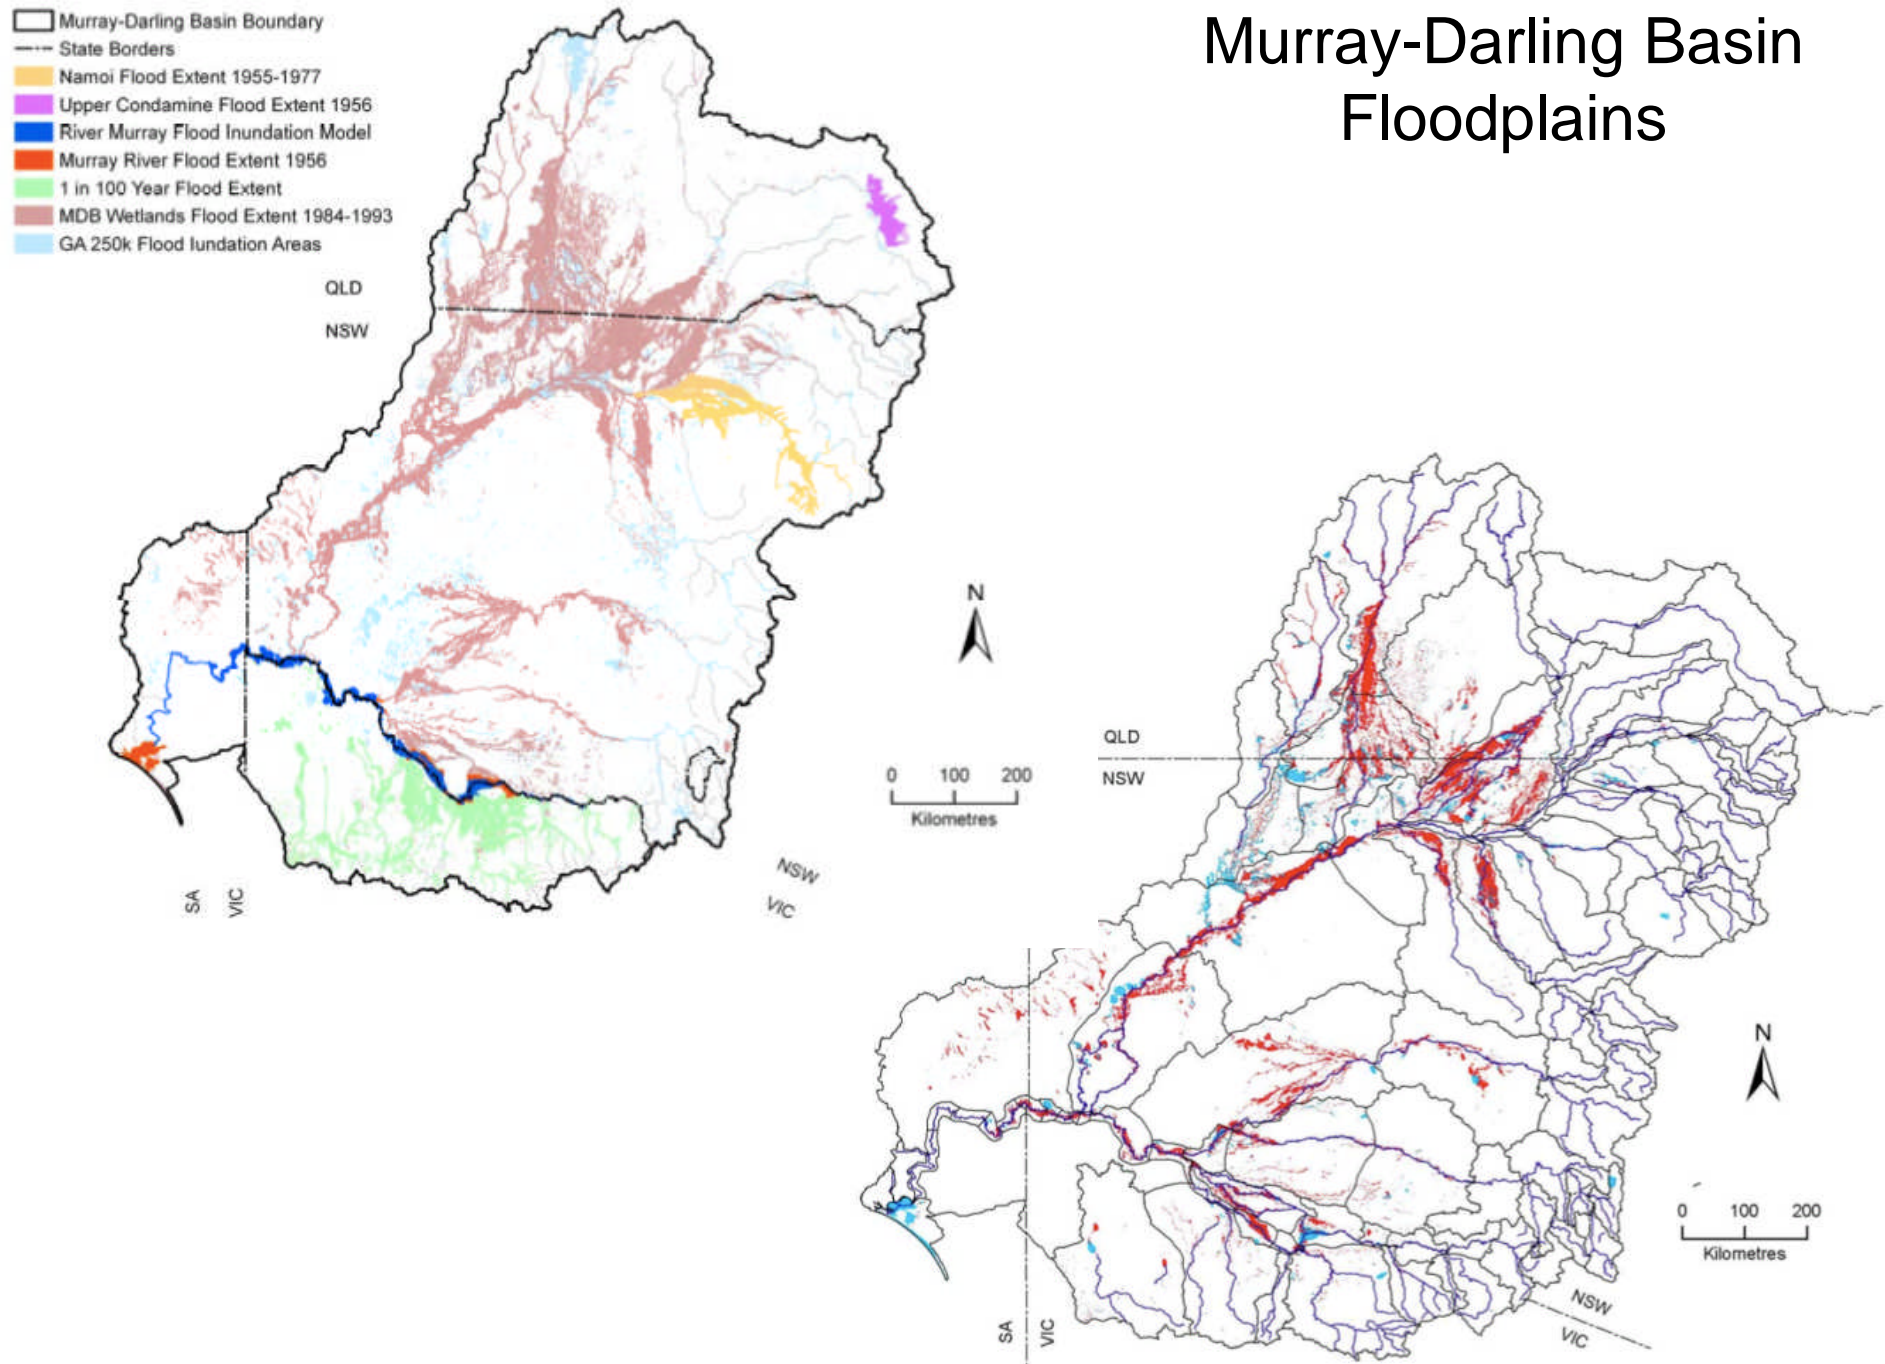 Murray-Darling Basin
Floodplains
Murray-Darling Basin Boundary
State Borders
Namoi Flood Extent 1955-1977
Upper Condamine Flood Extent 1956
River Murray Flood Inundation Model
Murray River Flood Extent 1956
1 in 100 Year Flood Extent
MDB Wetlands Flood Extent 1984-1993
GA 250k Flood Iundation Areas
QLD
NSW
N
0 100 200
Kilometres
NSW
VIC
SA
VIC
QLD
NSW
N
0 100 200
Kilometres
NSW
VIC
SA
VIC